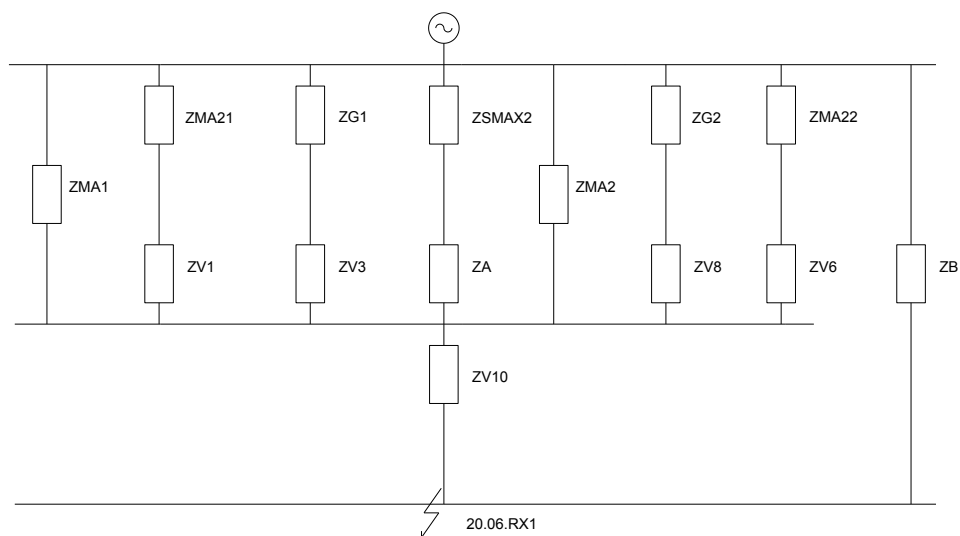 ZMA21
ZG1
ZSMAX2
ZG2
ZMA22
ZMA1
ZMA2
ZV1
ZV3
ZA
ZV8
ZV6
ZB
ZV10
20.06.RX1